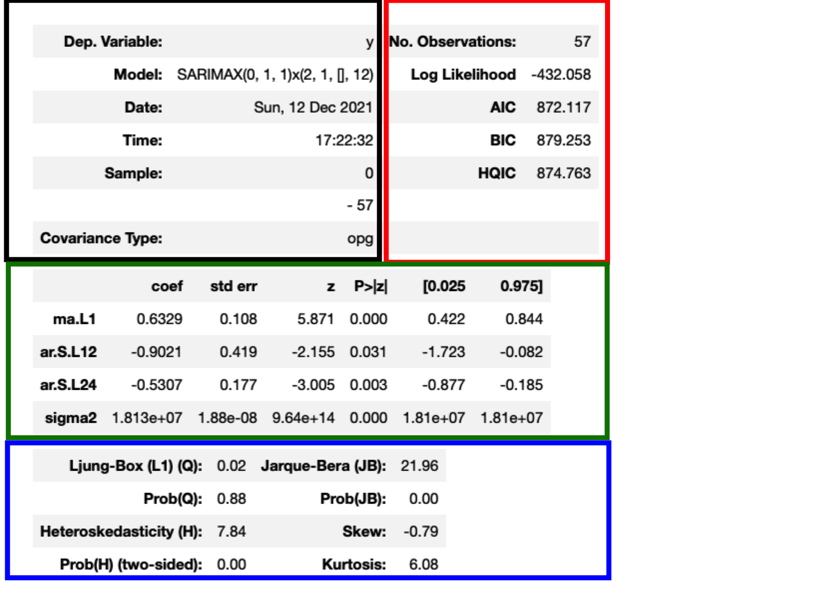 Dep. Variable: y No. Observations: 57
Model: SARIMAX(0, 1, 1)x(2, 1, [], 12) Log Likelihood -432.058
Date: Sun, 12 Dec 2021 AIC 872.117
Time: 17:22:32 BIC 879.253
Sample: 0 HQIC 874.763
- 57
Covariance Type: opg
coef std err z P>|z| [0.025 0.975]
ma.L1 0.6329 0.108 5.871 0.000 0.422 0.844
ar.S.L12 -0.9021 0.419 -2.155 0.031 -1.723 -0.082
ar.S.L24 -0.5307 0.177 -3.005 0.003 -0.877 -0.185
sigma2 1.813e+07 1.88e-08 9.64e+14 0.000 1.81e+07 1.81e+07
Ljung-Box (L1) (Q): 0.02 Jarque-Bera (JB): 21.96
Prob(Q): 0.88 Prob(JB): 0.00
Heteroskedasticity (H): 7.84 Skew: -0.79
Prob(H) (two-sided): 0.00 Kurtosis: 6.08